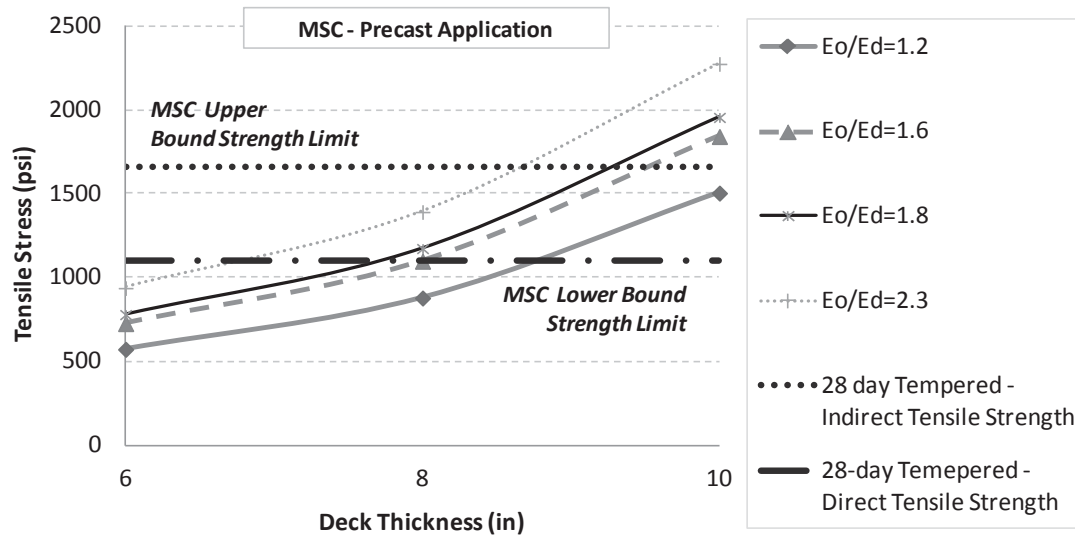 MSC - Precast Application
2500
2000
1500
1000
500
0
Tensile Stress (psi)
MSC Upper
Bound Strength Limit
MSC Lower Bound
Strength Limit
6
8
10
Deck Thickness (in)
Eo/Ed=1.2
Eo/Ed=1.6
Eo/Ed=1.8
Eo/Ed=2.3
28 day Tempered -
Indirect Tensile Strength
28-day Temepered -
Direct Tensile Strength